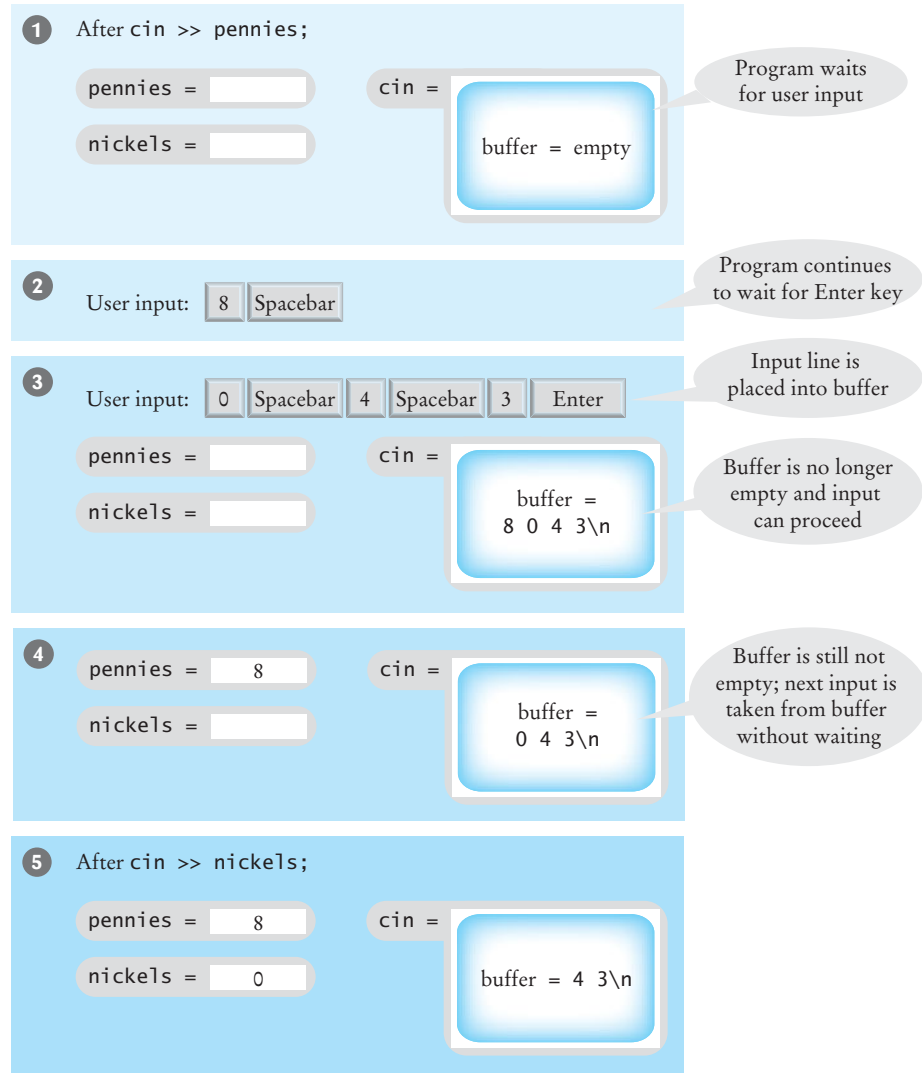 1 After cin >> pennies;
pennies =
cin =
nickels =
buffer = empty
Program waits
for user input
2 User input: 8 Spacebar
Program continues
to wait for Enter key
3 User input: 0 Spacebar 4 Spacebar 3 Enter
Input line is
placed into buffer
pennies =
cin =
nickels =
buffer =
8 0 4 3\n
Buffer is no longer
empty and input
can proceed
4 pennies = 8
cin =
nickels =
buffer =
0 4 3\n
Buffer is still not
empty; next input is
taken from buffer
without waiting
5 After cin >> nickels;
pennies = 8
cin =
nickels = 0
buffer = 4 3\n